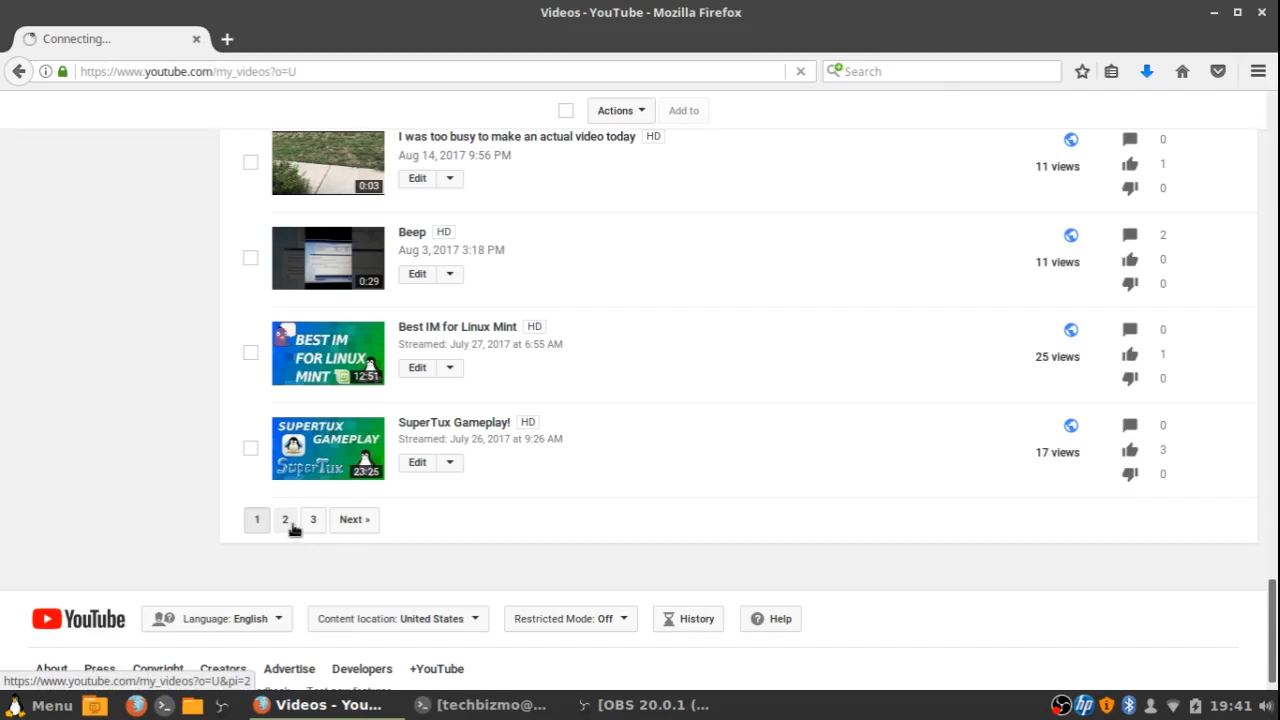 Videos - YouTube - Mozilla Firefox
Connecting...
https://www.youtube.com/my_videos?o=U
Search
Actions
Add to
I was too busy to make an actual video today HD
Aug 14, 2017 9:56 PM
Edit
0:03
11 views
0
1
0
Beep HD
Aug 3, 2017 3:18 PM
Edit
0:29
11 views
2
0
0
BEST IM
FOR LINUX
MINT
12:51
Best IM for Linux Mint HD
Streamed: July 27, 2017 at 6:55 AM
Edit
25 views
0
1
0
SUPERTUX
GAMEPLAY
SuperTux
23:25
SuperTux Gameplay! HD
Streamed: July 26, 2017 at 9:26 AM
Edit
17 views
0
3
0
1 2 3 Next »
YouTube
Language: English
Content location: United States
Restricted Mode: Off
History
Help
About Press Copyright Creators Advertise Developers +YouTube
https://www.youtube.com/my_videos?o=U&pi=2
Menu
Videos - You...
[techbizmo@...
[OBS 20.0.1 (...
hp
19:41